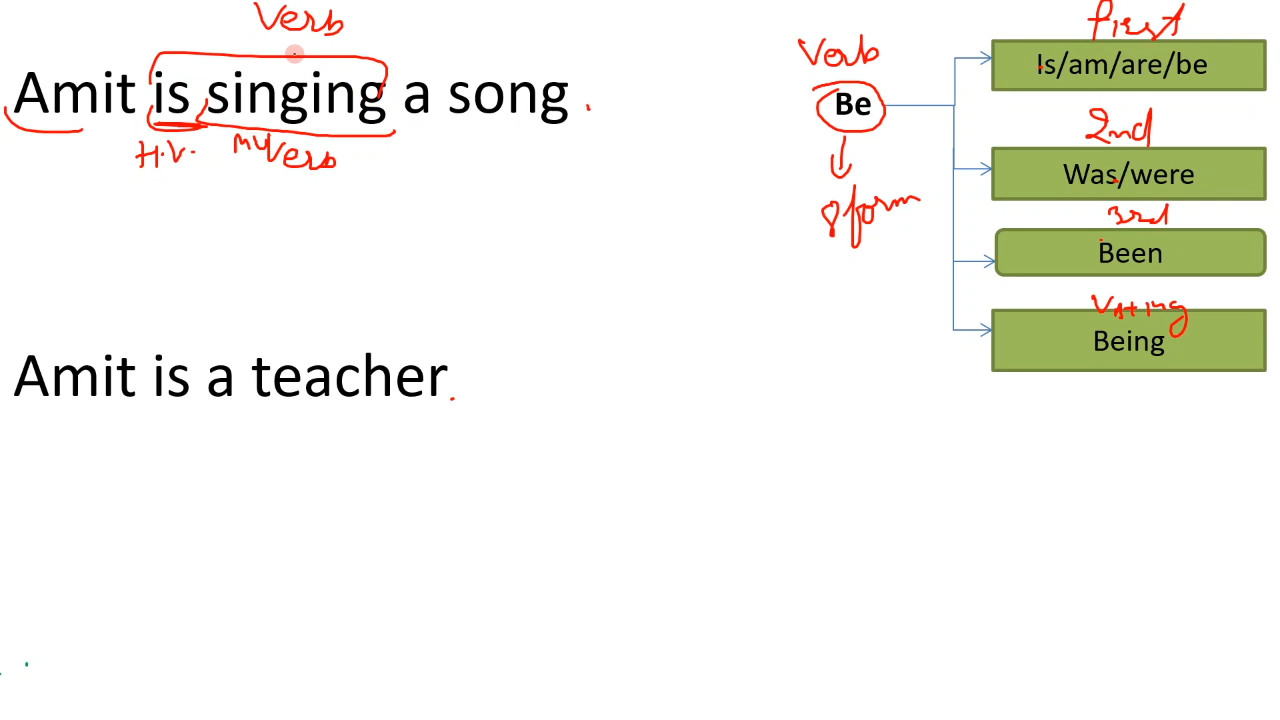 Verb
Amit is singing a song .
H.V. MVerb
Amit is a teacher.
Verb
Be
8 form
first
Is/am/are/be
2nd
Was/were
3rd
Been
V1+ing
Being